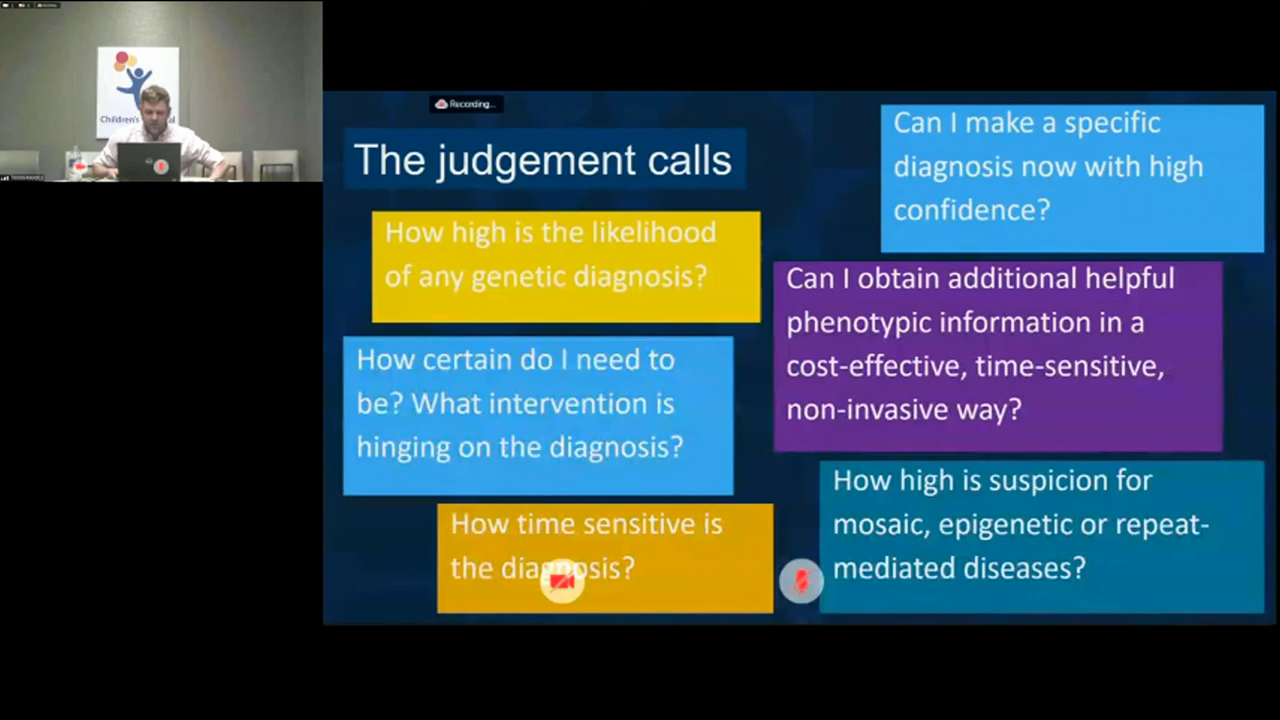 Recording...
The judgement calls
How high is the likelihood
of any genetic diagnosis?
How certain do I need to
be? What intervention is
hinging on the diagnosis?
How time sensitive is
the diagnosis?
Can I make a specific
diagnosis now with high
confidence?
Can I obtain additional helpful
phenotypic information in a
cost-effective, time-sensitive,
non-invasive way?
How high is suspicion for
mosaic, epigenetic or repeat-
mediated diseases?
Children's